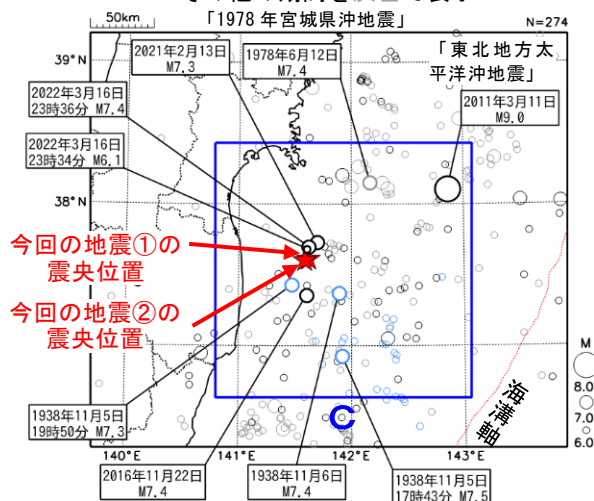 50km
「1978年宮城県沖地震」
N=274
39°N
2021年2月13日
M7.3
1978年6月12日
M7.4
「東北地方太
平洋沖地震」
2022年3月16日
23時36分 M7.4
2011年3月11日
M9.0
2022年3月16日
23時34分 M6.1
38°N
今回の地震①の
震央位置
今回の地震②の
震央位置
M
8.0
7.0
6.0
海溝軸
c
1938年11月5日
19時50分 M7.3
140°E
141°E
142°E
143°E
2016年11月22日
M7.4
1938年11月6日
M7.4
1938年11月5日
17時43分 M7.5